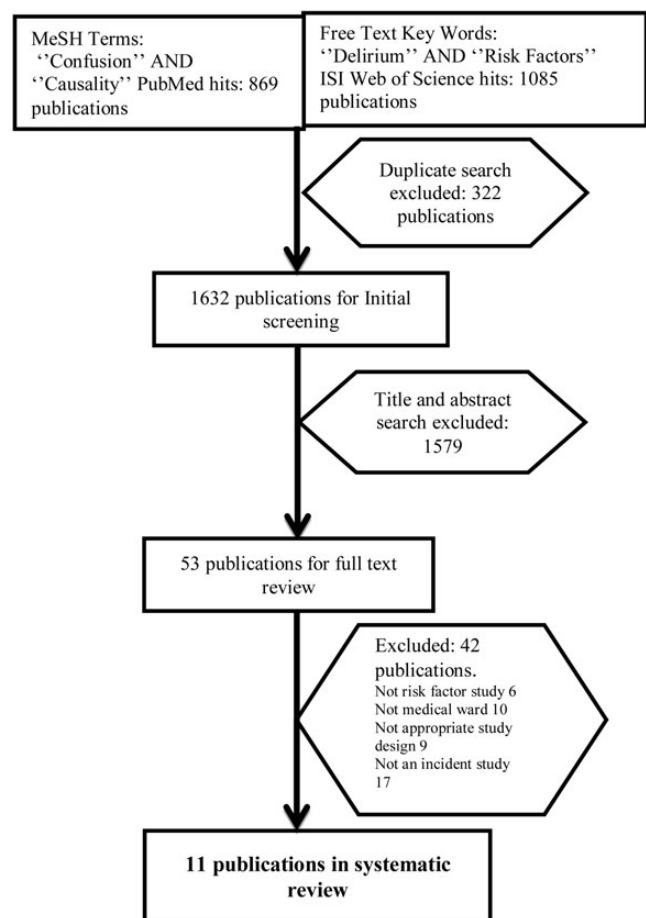 MeSH Terms:
‘‘Confusion’’ AND
‘‘Causality’’ PubMed hits: 869
publications
Free Text Key Words:
‘‘Delirium’’ AND ‘‘Risk Factors’’
ISI Web of Science hits: 1085
publications
Duplicate search
excluded: 322
publications
1632 publications for Initial
screening
Title and abstract
search excluded:
1579
53 publications for full text
review
Excluded: 42
publications.
Not risk factor study 6
Not medical ward 10
Not appropriate study
design 9
Not an incident study
17
11 publications in systematic
review